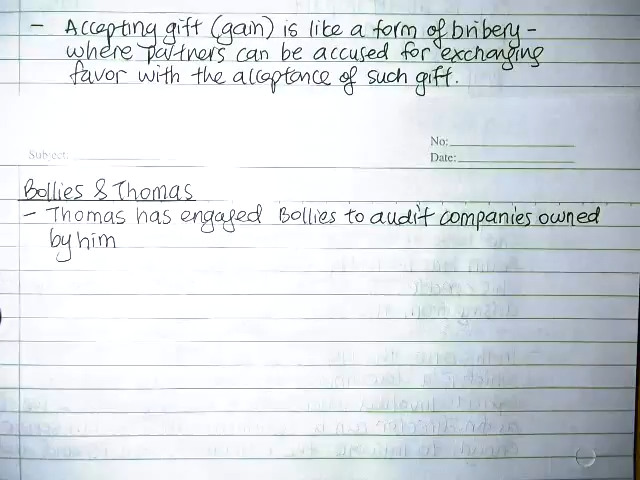 - Accepting gift (gain) is like a form of bribery -
where partners can be accused for exchanging
favor with the acceptance of such gift.
No:
Subject:
Date:
Bollies & Thomas
- Thomas has engaged Bollies to audit companies owned
by him